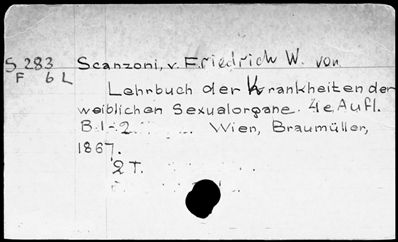 S 283 Scanzoni, v. Friedrich W. von
F 6 L
Lehrbuch der Krankheiten der
weiblichen Sexualorgane. 4e Aufl.
B.1-2. ... Wien, Braumüller,
1867.
2 T.